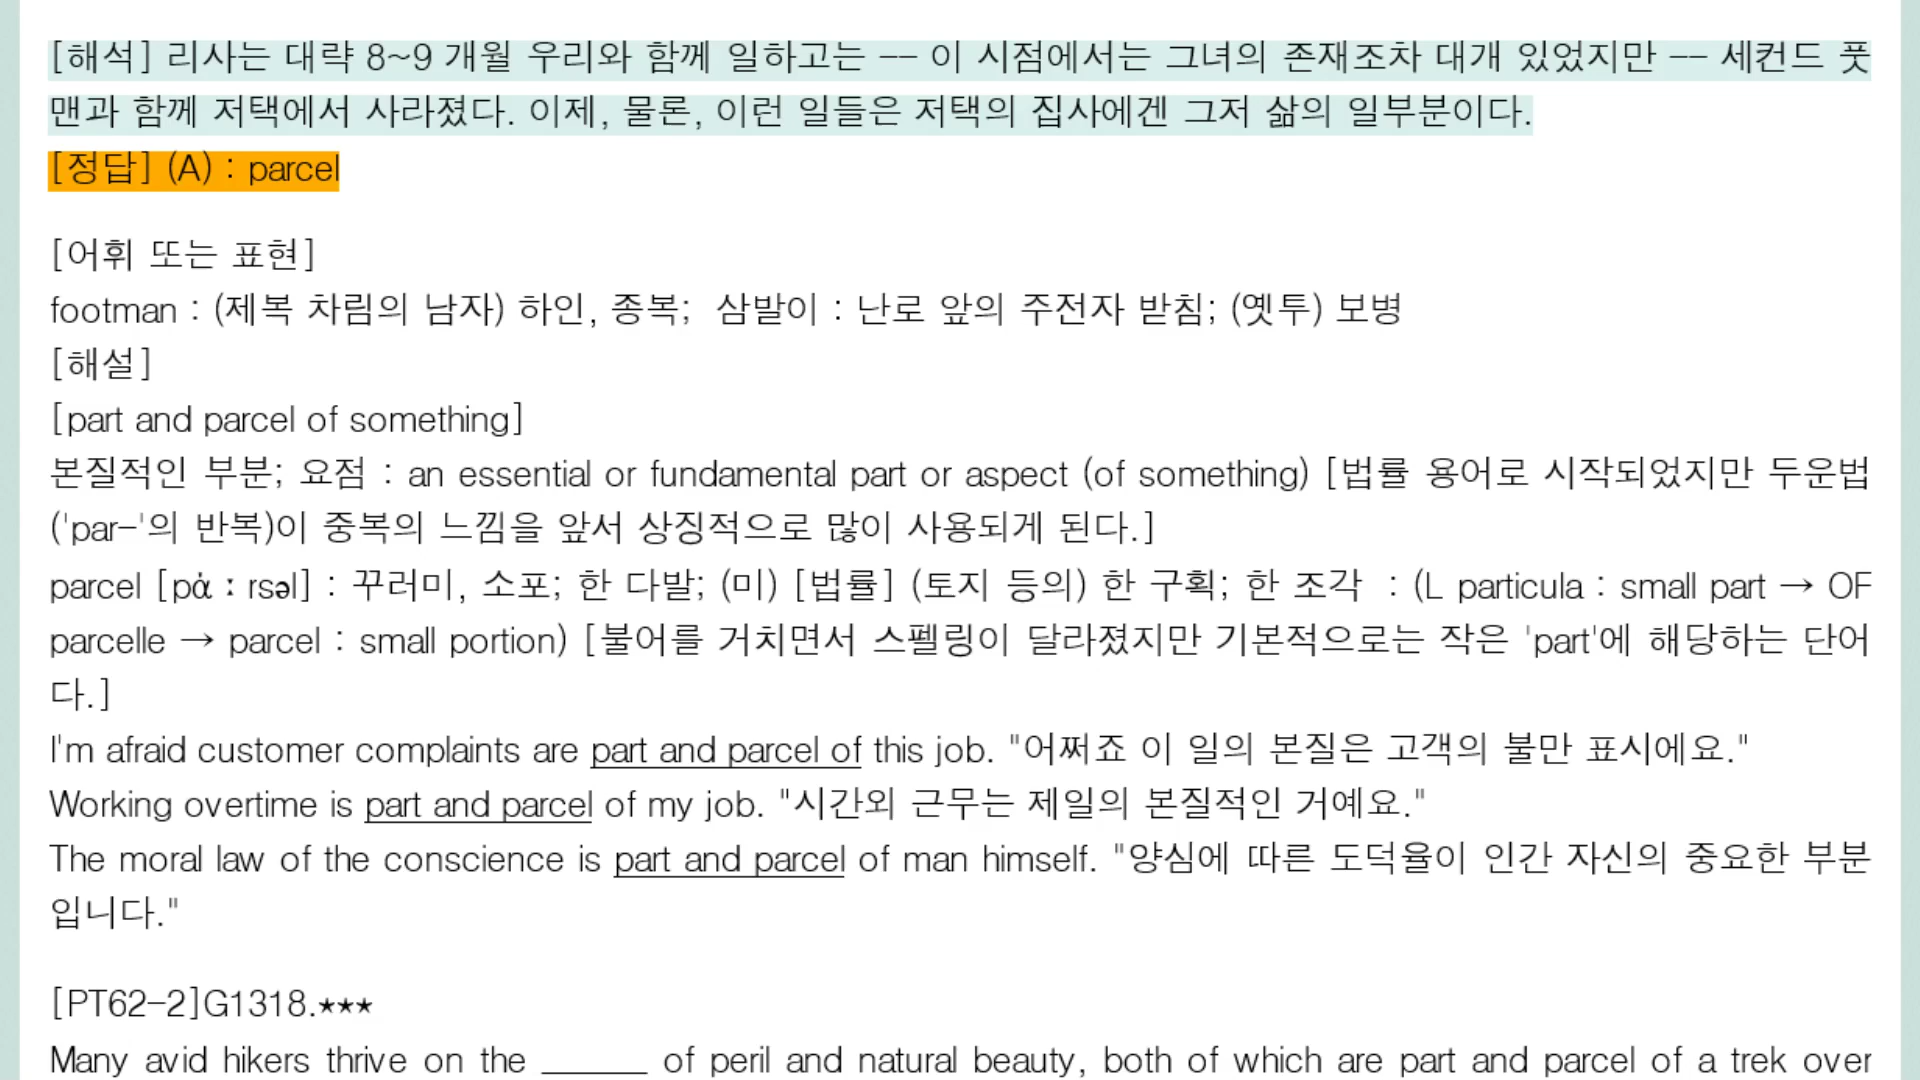 [해석] 리사는 대략 8~9 개월 우리와 함께 일하고는 -- 이 시점에서는 그녀의 존재조차 대개 있었지만 -- 세컨드 풋
맨과 함께 저택에서 사라졌다. 이제, 물론, 이런 일들은 저택의 집사에겐 그저 삶의 일부분이다.
[정답] (A) : parcel
[어휘 또는 표현]
footman : (제복 차림의 남자) 하인, 종복;  삼발이 : 난로 앞의 주전자 받침; (옛투) 보병
[해설]
[part and parcel of something]
본질적인 부분; 요점 : an essential or fundamental part or aspect (of something) [법률 용어로 시작되었지만 두운법
('par-'의 반복)이 중복의 느낌을 앞서 상징적으로 많이 사용되게 된다.]
parcel [pɑ́ːrsəl] : 꾸러미, 소포; 한 다발; (미) [법률] (토지 등의) 한 구획; 한 조각 : (L particula : small part → OF
parcelle → parcel : small portion) [불어를 거치면서 스펠링이 달라졌지만 기본적으로는 작은 'part'에 해당하는 단어
다.]
I'm afraid customer complaints are part and parcel of this job. "어쩌죠 이 일의 본질은 고객의 불만 표시에요."
Working overtime is part and parcel of my job. "시간외 근무는 제일의 본질적인 거예요."
The moral law of the conscience is part and parcel of man himself. "양심에 따른 도덕율이 인간 자신의 중요한 부분
입니다."
[PT62-2]G1318.★★★
Many avid hikers thrive on the ______ of peril and natural beauty, both of which are part and parcel of a trek over